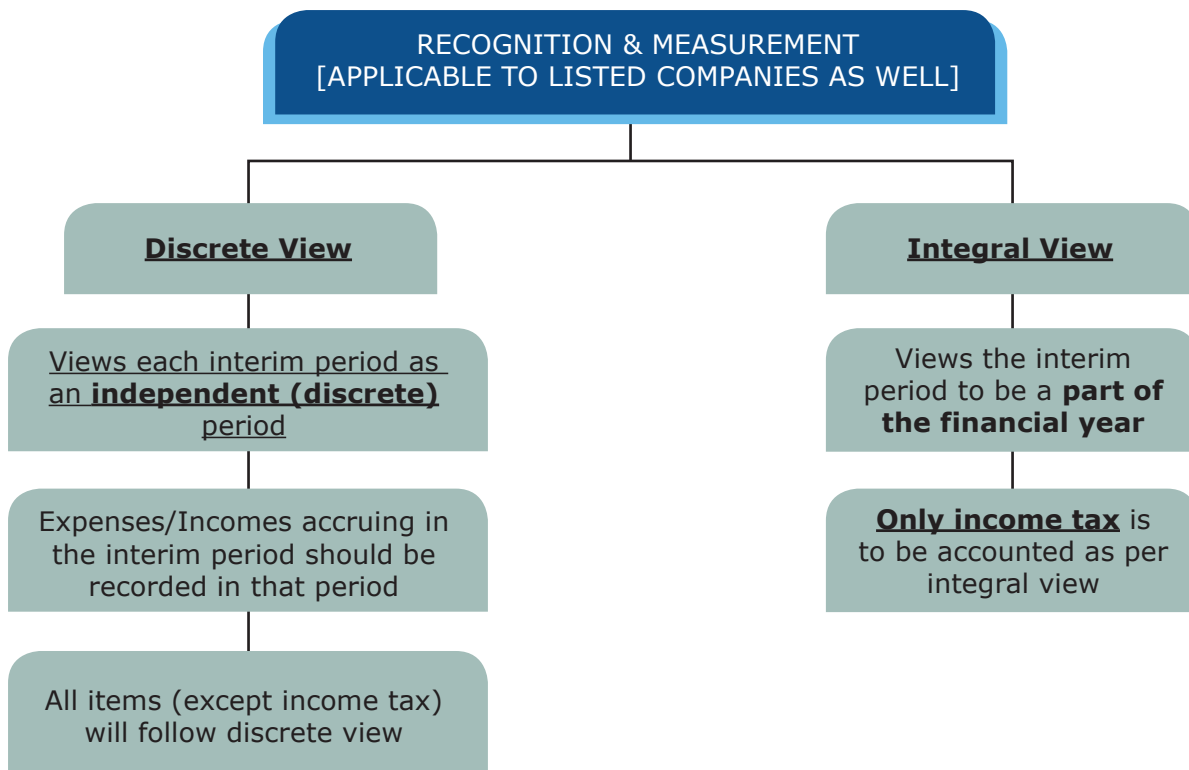 RECOGNITION & MEASUREMENT
[APPLICABLE TO LISTED COMPANIES AS WELL]
Discrete View
Views each interim period as
an independent (discrete)
period
Expenses/Incomes accruing in
the interim period should be
recorded in that period
All items (except income tax)
will follow discrete view
Integral View
Views the interim
period to be a part of
the financial year
Only income tax is
to be accounted as per
integral view